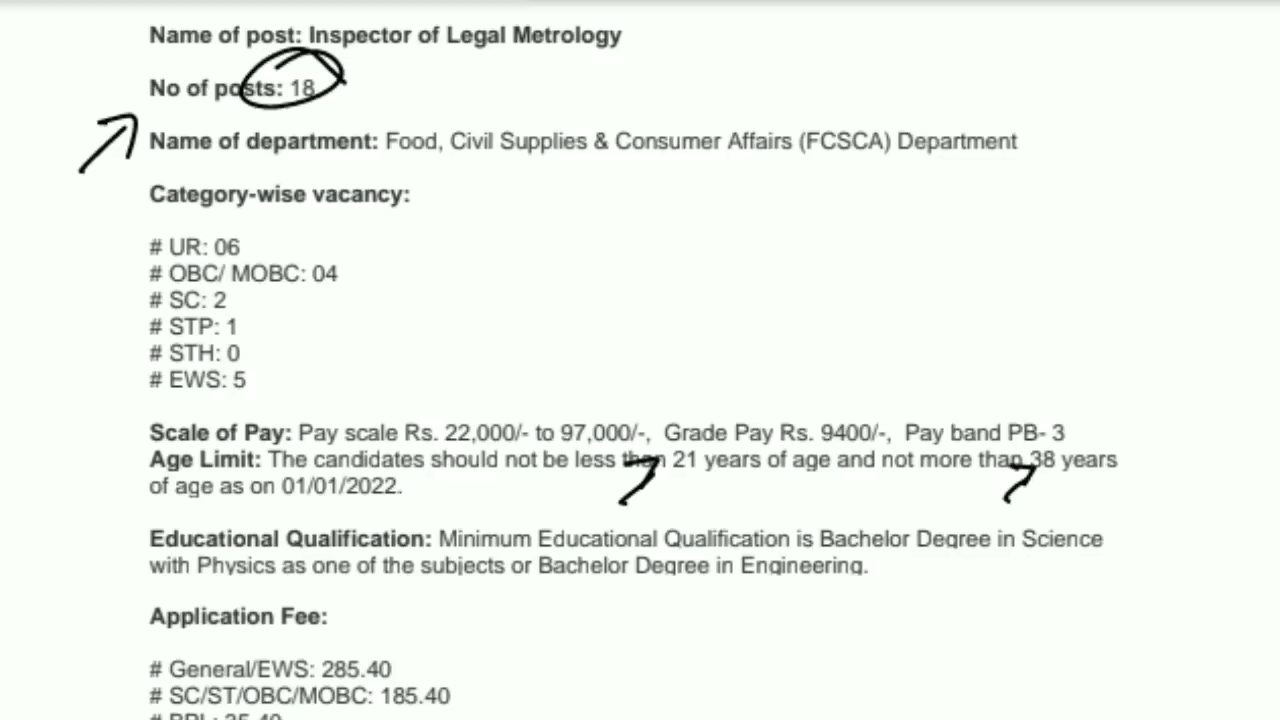 Name of post: Inspector of Legal Metrology
No of posts: 18
Name of department: Food, Civil Supplies & Consumer Affairs (FCSCA) Department
Category-wise vacancy:
# UR: 06
# OBC/ MOBC: 04
# SC: 2
# STP: 1
# STH: 0
# EWS: 5
Scale of Pay: Pay scale Rs. 22,000/- to 97,000/-, Grade Pay Rs. 9400/-, Pay band PB- 3
Age Limit: The candidates should not be less than 21 years of age and not more than 38 years
of age as on 01/01/2022.
Educational Qualification: Minimum Educational Qualification is Bachelor Degree in Science
with Physics as one of the subjects or Bachelor Degree in Engineering.
Application Fee:
# General/EWS: 285.40
# SC/ST/OBC/MOBC: 185.40
# BPL: 35.40